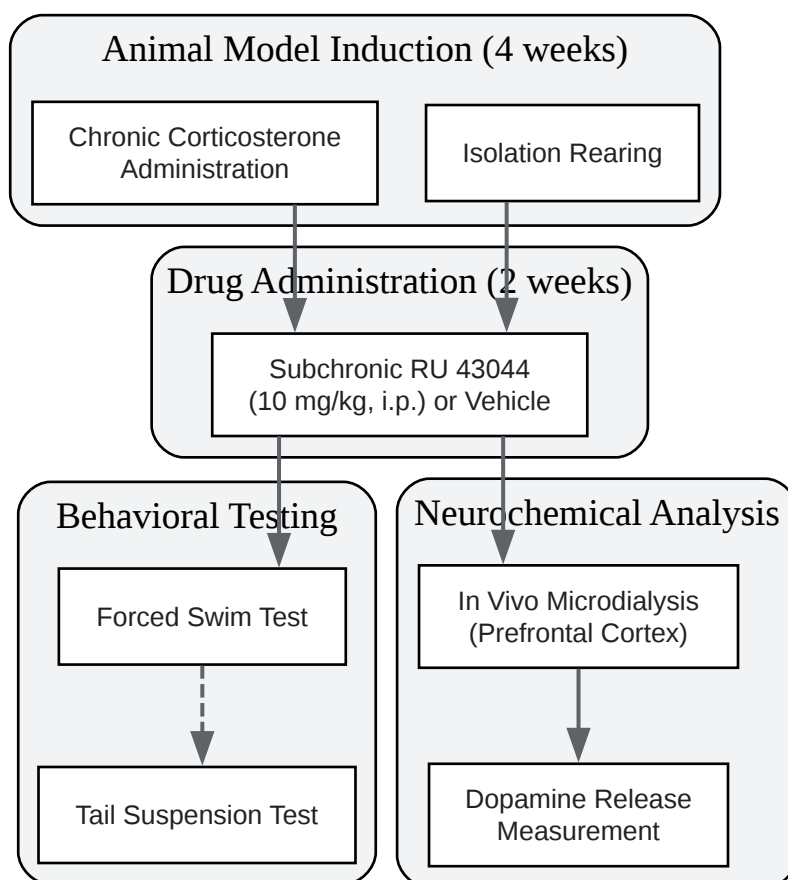 Animal Model Induction (4 weeks)
Chronic Corticosterone
Administration
Isolation Rearing
Drug Administration (2 weeks)
Subchronic RU 43044
(10 mg/kg, i.p.) or Vehicle
Behavioral Testing
Forced Swim Test
Tail Suspension Test
Neurochemical Analysis
In Vivo Microdialysis
(Prefrontal Cortex)
Dopamine Release
Measurement